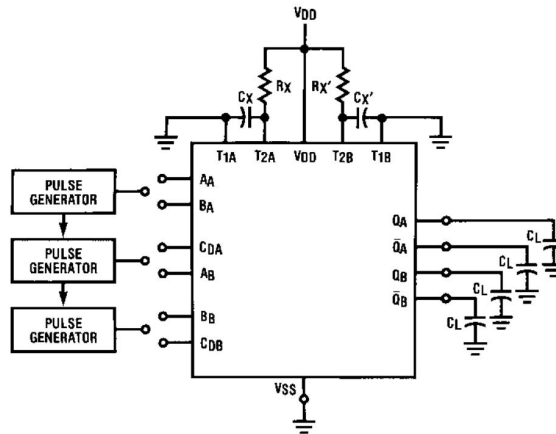 VDD
RX RX'
CX CX'
T1A T2A VDD T2B T1B
PULSE
GENERATOR
AA
BA
PULSE
GENERATOR
CDA
AB
PULSE
GENERATOR
BB
CDB
QA
Q̄A
QB
Q̄B
CL
CL
CL
CL
VSS